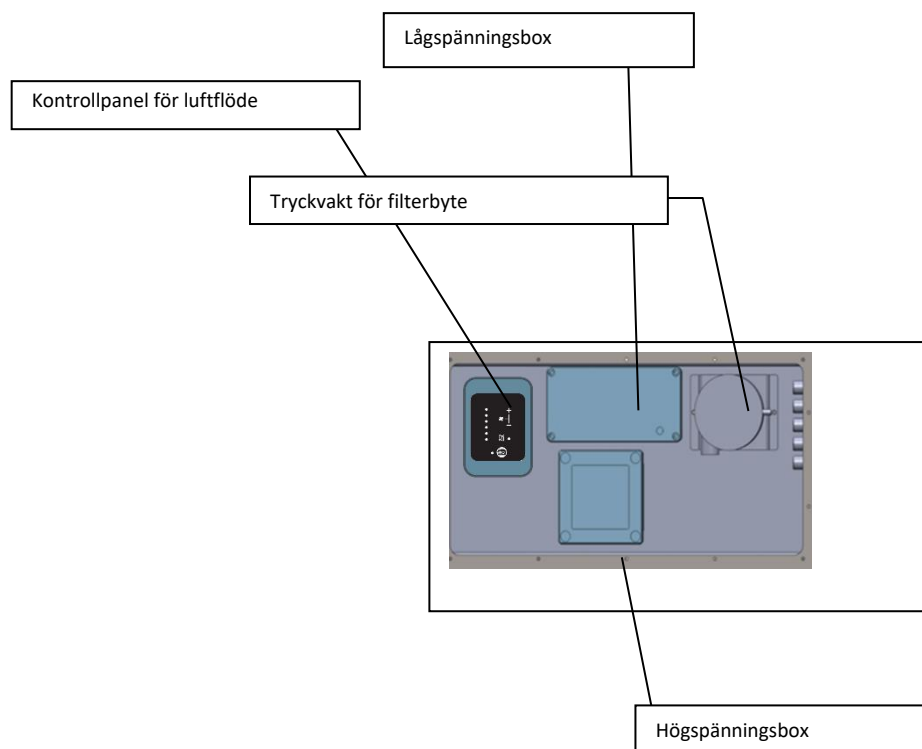 Lågspänningsbox
Kontrollpanel för luftflöde
Tryckvakt för filterbyte
Högspänningsbox